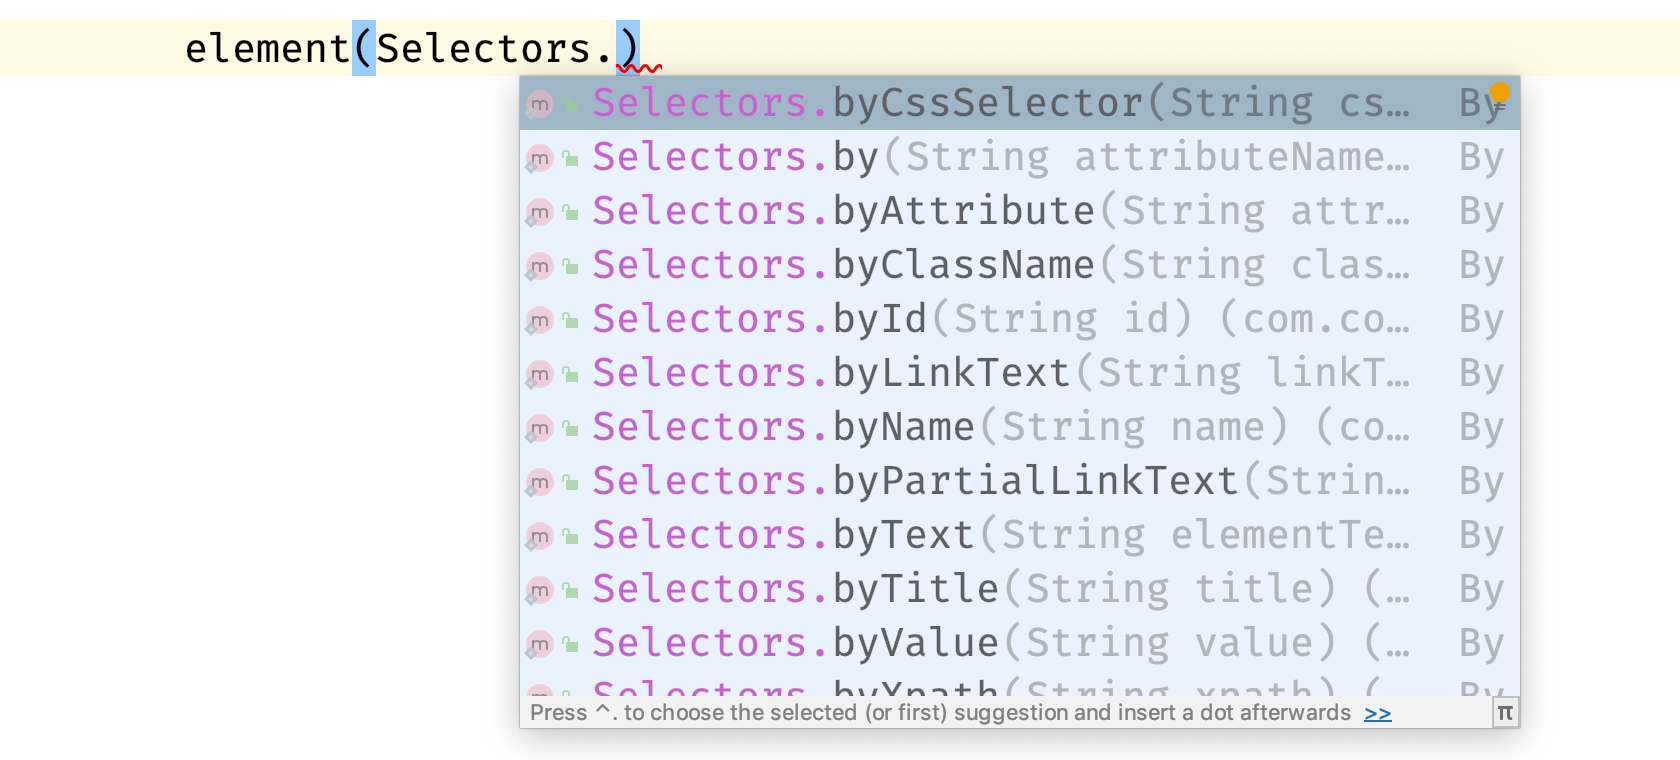 element(Selectors.)
m Selectors.byCssSelector(String cs… By
m Selectors.by(String attributeName… By
m Selectors.byAttribute(String attr… By
m Selectors.byClassName(String clas… By
m Selectors.byId(String id) (com.co… By
m Selectors.byLinkText(String linkT… By
m Selectors.byName(String name) (co… By
m Selectors.byPartialLinkText(Strin… By
m Selectors.byText(String elementTe… By
m Selectors.byTitle(String title) (… By
m Selectors.byValue(String value) (… By
Selectors.byXpath(String xpath) (… By
Press ^. to choose the selected (or first) suggestion and insert a dot afterwards >> π